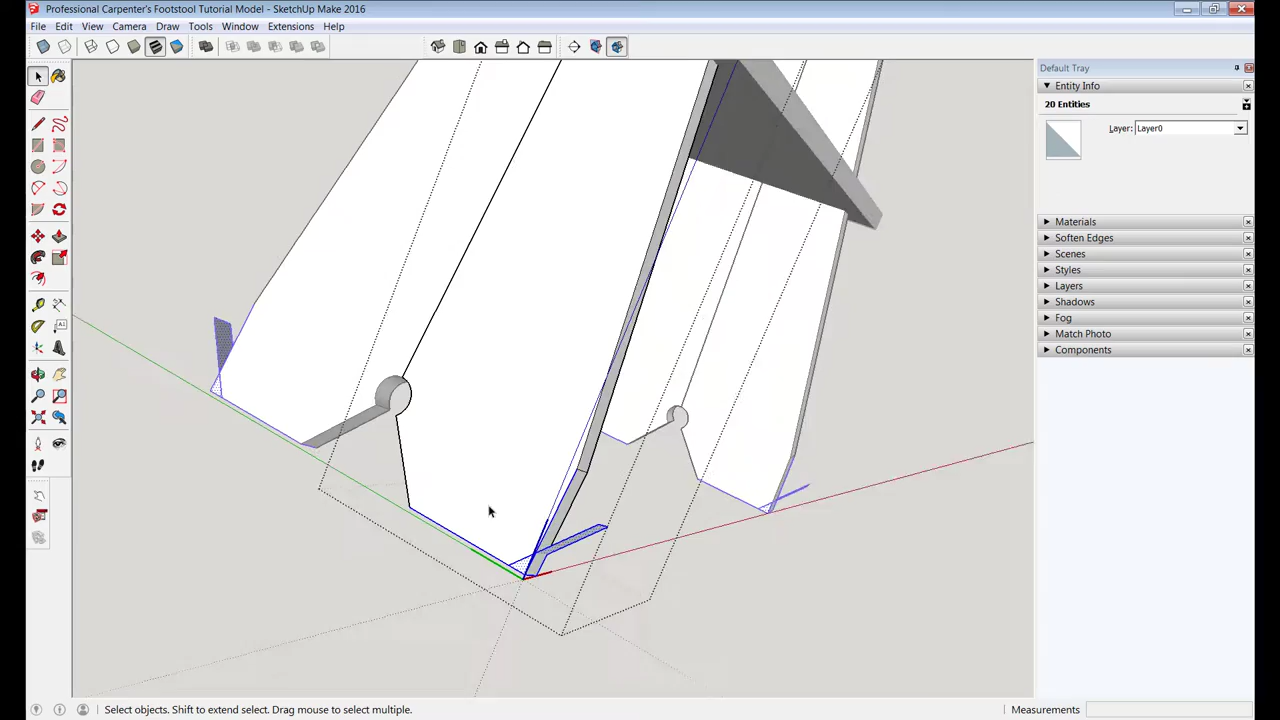 Professional Carpenter's Footstool Tutorial Model - SketchUp Make 2016
File Edit View Camera Draw Tools Window Extensions Help
Default Tray
Entity Info
20 Entities
Layer: Layer0
Materials
Soften Edges
Scenes
Styles
Layers
Shadows
Fog
Match Photo
Components
Select objects. Shift to extend select. Drag mouse to select multiple.
Measurements